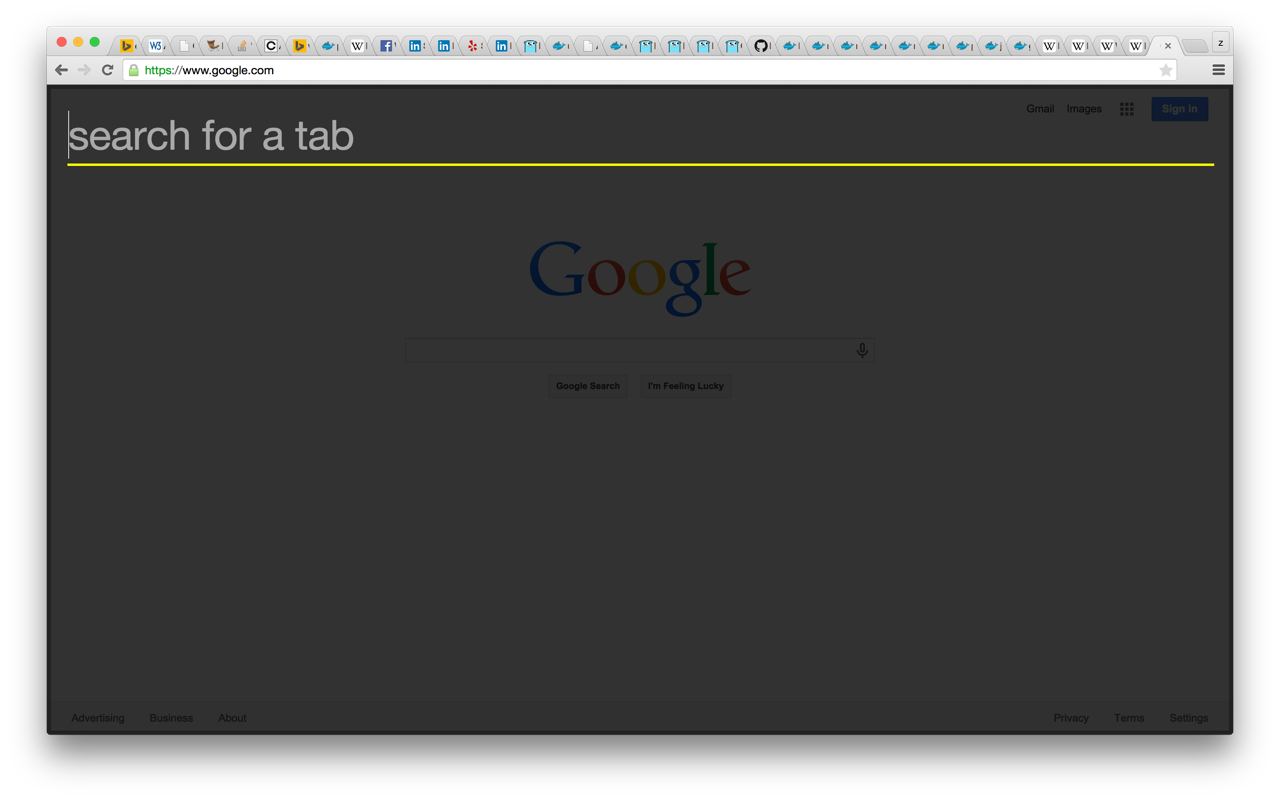 z
https://www.google.com
Gmail Images Sign in
search for a tab
Google
Google Search I'm Feeling Lucky
Advertising Business About Privacy Terms Settings